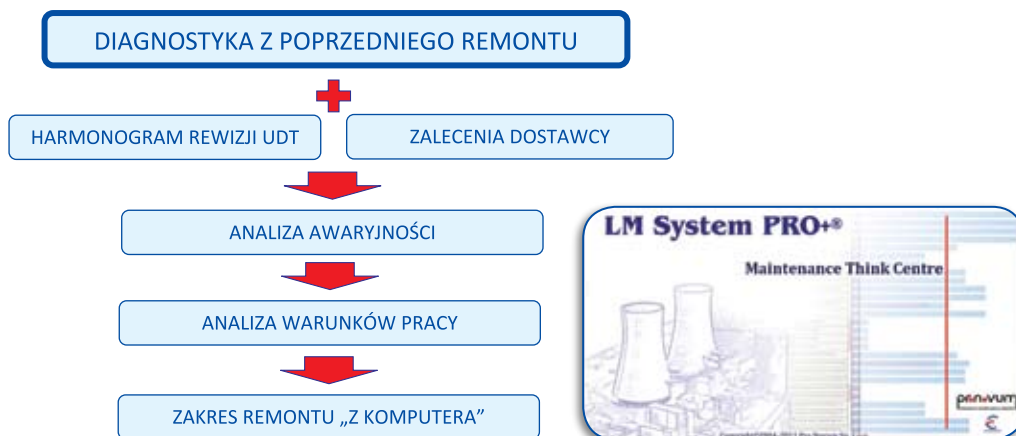 DIAGNOSTYKA Z POPRZEDNIEGO REMONTU
HARMONOGRAM REWIZJI UDT
ZALECENIA DOSTAWCY
ANALIZA AWARYJNOŚCI
ANALIZA WARUNKÓW PRACY
ZAKRES REMONTU „Z KOMPUTERA”
LM System PRO+®
Maintenance Think Centre